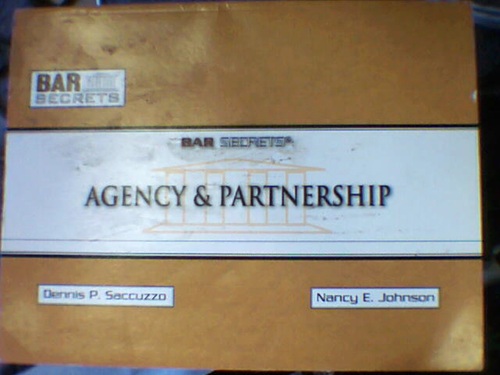 BAR
SECRETS
BAR SECRETS®
AGENCY & PARTNERSHIP
Dennis P. Saccuzzo
Nancy E. Johnson